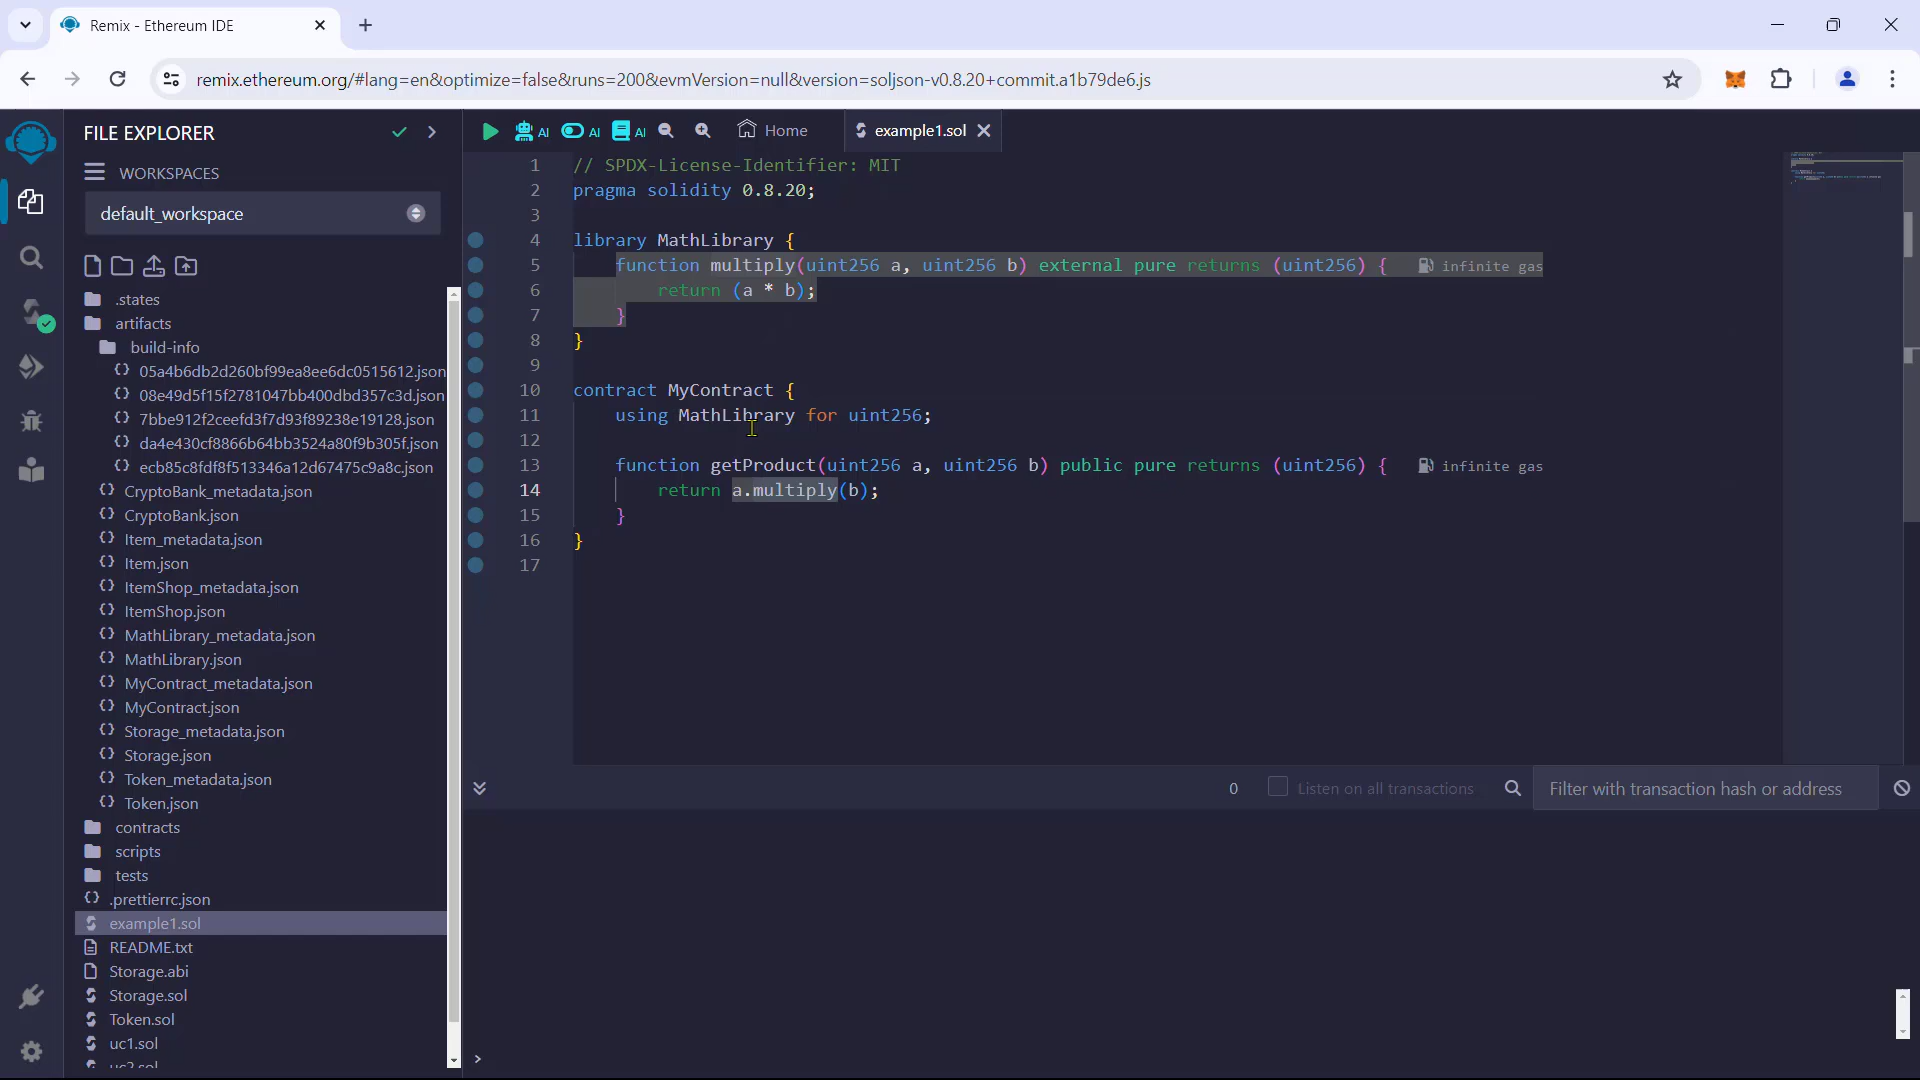 Remix - Ethereum IDE
remix.ethereum.org/#lang=en&optimize=false&runs=200&evmVersion=null&version=soljson-v0.8.20+commit.a1b79de6.js
FILE EXPLORER
WORKSPACES
default_workspace
.states
artifacts
build-info
05a4b6db2d260bf99ea8ee6dc0515612.json
08e49d5f15f2781047bb400dbd357c3d.json
7bbe912f2ceefd3f7d93f89238e19128.json
da4e430cf8866b64bb3524a80f9b305f.json
ecb85c8fdf8f513346a12d67475c9a8c.json
CryptoBank_metadata.json
CryptoBank.json
Item_metadata.json
Item.json
ItemShop_metadata.json
ItemShop.json
MathLibrary_metadata.json
MathLibrary.json
MyContract_metadata.json
MyContract.json
Storage_metadata.json
Storage.json
Token_metadata.json
Token.json
contracts
scripts
tests
.prettierrc.json
example1.sol
README.txt
Storage.abi
Storage.sol
Token.sol
uc1.sol
uc2.sol
AI AI AI Home example1.sol
1 // SPDX-License-Identifier: MIT
2 pragma solidity 0.8.20;
3
4 library MathLibrary {
5 function multiply(uint256 a, uint256 b) external pure returns (uint256) { infinite gas
6 return (a * b);
7 }
8 }
9
10 contract MyContract {
11 using MathLibrary for uint256;
12
13 function getProduct(uint256 a, uint256 b) public pure returns (uint256) { infinite gas
14 return a.multiply(b);
15 }
16 }
17
0 Listen on all transactions Filter with transaction hash or address
>